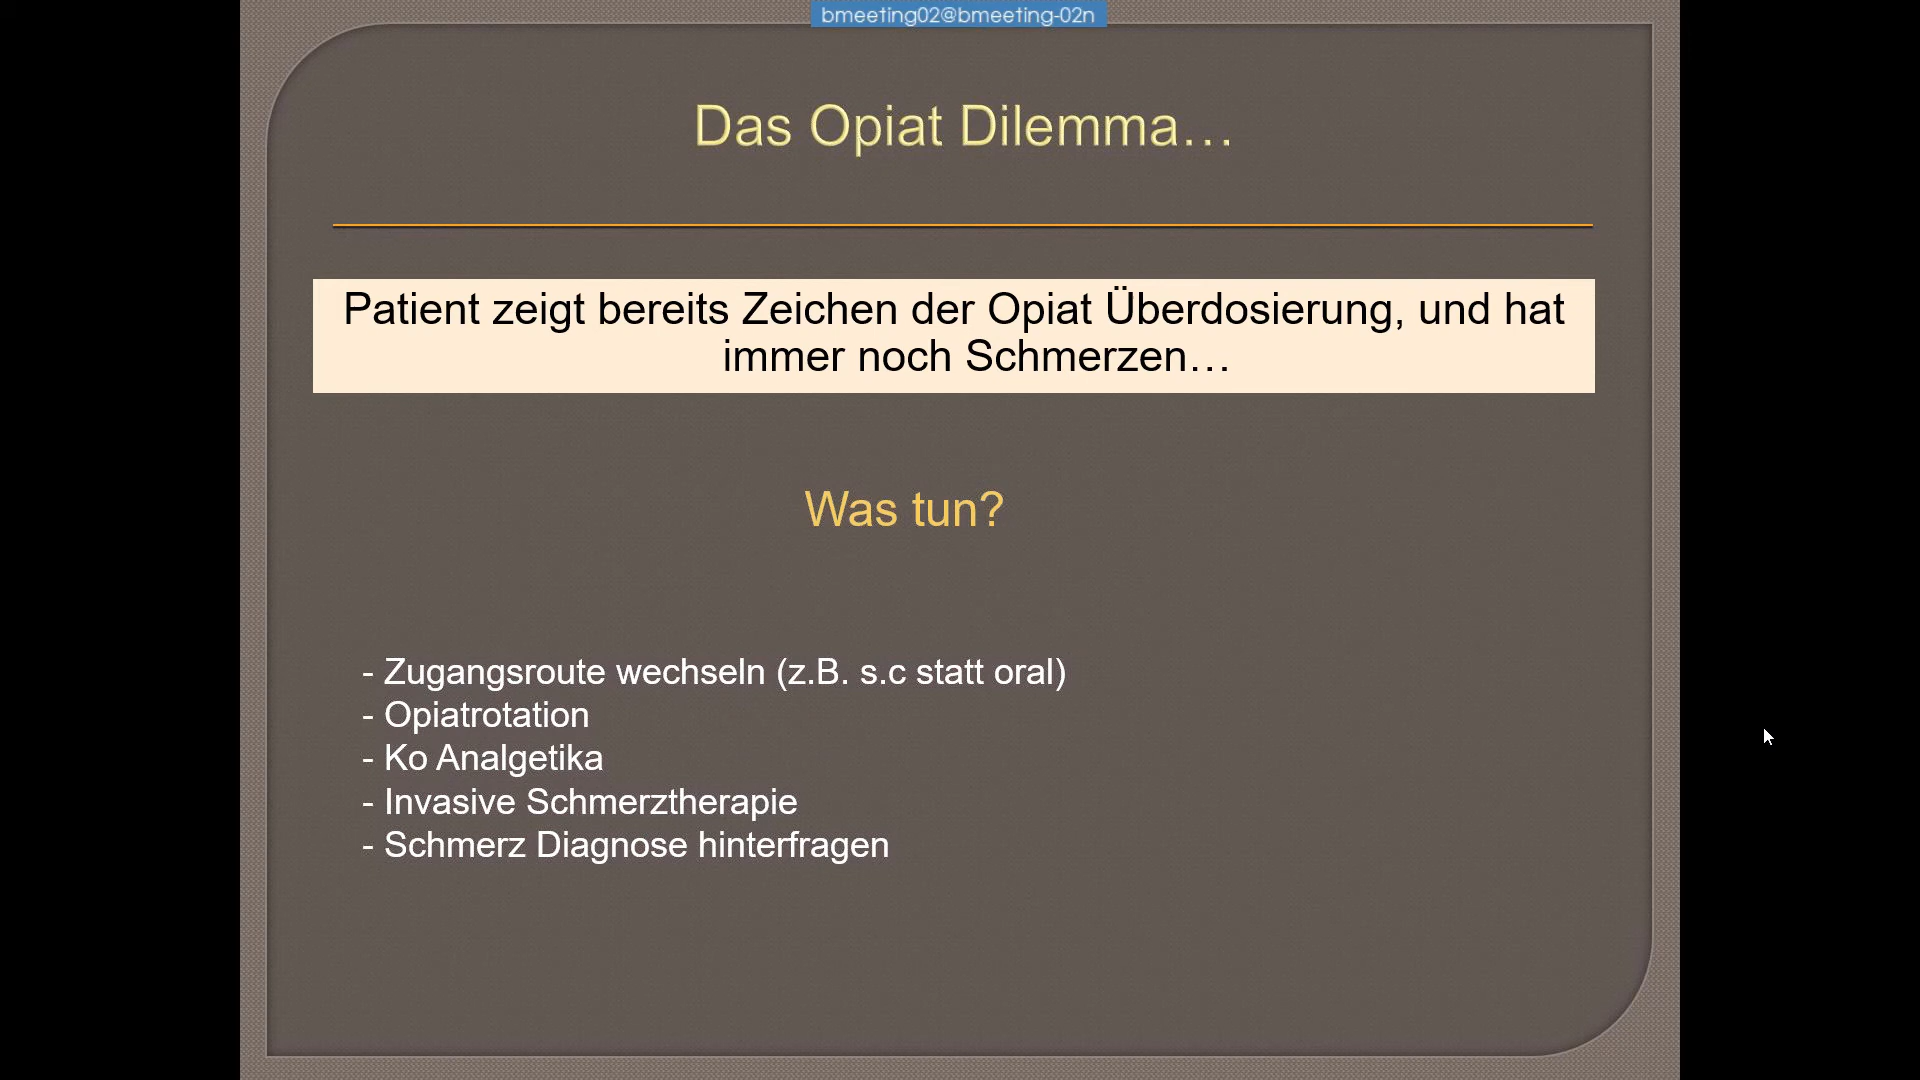 bmeeting02@bmeeting-02n
Das Opiat Dilemma…
Patient zeigt bereits Zeichen der Opiat Überdosierung, und hat
immer noch Schmerzen…
Was tun?
- Zugangsroute wechseln (z.B. s.c statt oral)
- Opiatrotation
- Ko Analgetika
- Invasive Schmerztherapie
- Schmerz Diagnose hinterfragen